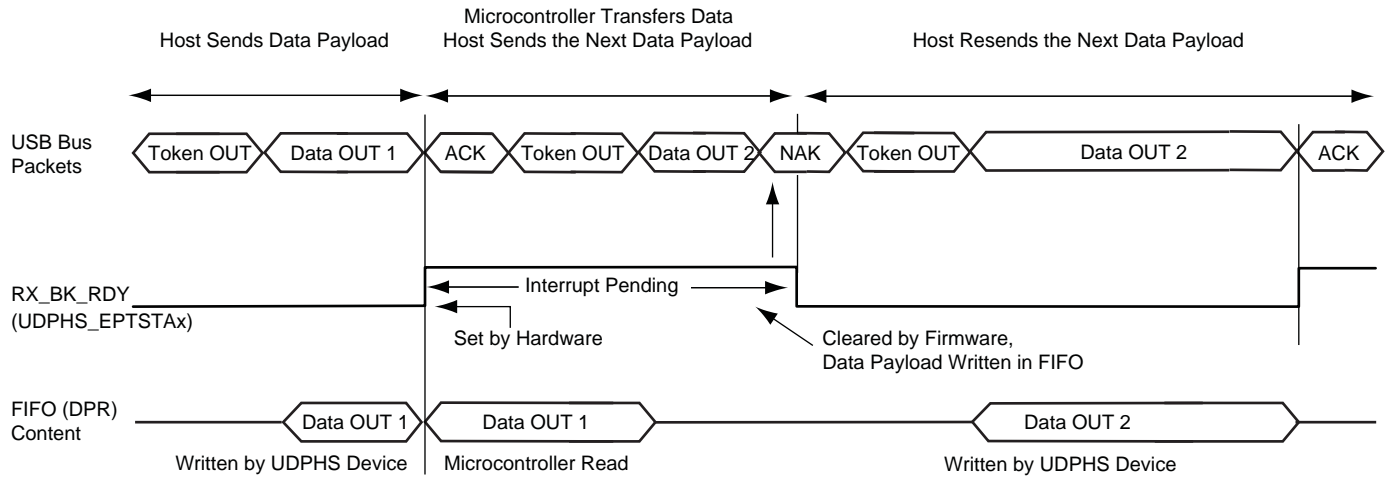 Host Sends Data Payload
Microcontroller Transfers Data
Host Sends the Next Data Payload
Host Resends the Next Data Payload
USB Bus
Packets
Token OUT
Data OUT 1
ACK
Token OUT
Data OUT 2
NAK
Token OUT
Data OUT 2
ACK
RX_BK_RDY
(UDPHS_EPTSTAx)
Interrupt Pending
Set by Hardware
Cleared by Firmware,
Data Payload Written in FIFO
FIFO (DPR)
Content
Data OUT 1
Data OUT 1
Data OUT 2
Written by UDPHS Device
Microcontroller Read
Written by UDPHS Device